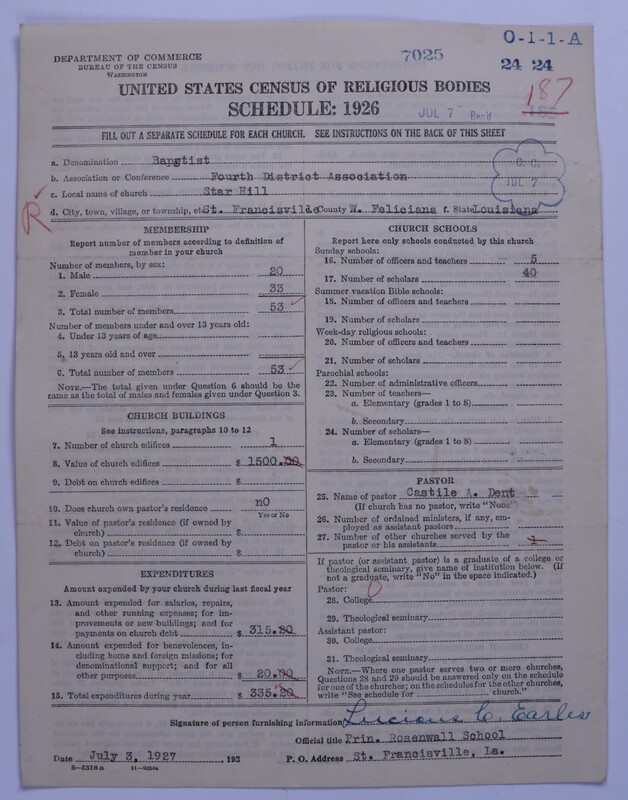 O-1-1-A
DEPARTMENT OF COMMERCE
BUREAU OF THE CENSUS
WASHINGTON
7025
24 24
UNITED STATES CENSUS OF RELIGIOUS BODIES
187
SCHEDULE: 1926
JUL 7 Rec'd
FILL OUT A SEPARATE SCHEDULE FOR EACH CHURCH. SEE INSTRUCTIONS ON THE BACK OF THIS SHEET
a. Denomination Baptist
G. C.
b. Association or Conference Fourth District Association
JUL 7
c. Local name of church Star Hill
d. City, town, village, or township, etc. St. Francisville County W. Feliciana f. State Louisiana
R
MEMBERSHIP
Report number of members according to definition of
member in your church
Number of members, by sex:
1. Male 20
2. Female 33
3. Total number of members 53
Number of members under and over 13 years old:
4. Under 13 years of age
5. 13 years old and over
6. Total number of members 53
NOTE.—The total given under Question 6 should be the
same as the total of males and females given under Question 3.
CHURCH BUILDINGS
See instructions, paragraphs 10 to 12
7. Number of church edifices 1
8. Value of church edifices $ 1500.00
9. Debt on church edifices $
10. Does church own pastor's residence no
Yes or No
11. Value of pastor's residence (if owned by
church) $
12. Debt on pastor's residence (if owned by
church) $
EXPENDITURES
Amount expended by your church during last fiscal year
13. Amount expended for salaries, repairs,
and other running expenses; for im-
provements or new buildings; and for
payments on church debt $ 315.20
14. Amount expended for benevolences, in-
cluding home and foreign missions; for
denominational support; and for all
other purposes $ 20.00
15. Total expenditures during year $ 335.20
CHURCH SCHOOLS
Report here only schools conducted by this church
Sunday schools:
16. Number of officers and teachers 5
17. Number of scholars 40
Summer vacation Bible schools:
18. Number of officers and teachers
19. Number of scholars
Week-day religious schools:
20. Number of officers and teachers
21. Number of scholars
Parochial schools:
22. Number of administrative officers
23. Number of teachers—
a. Elementary (grades 1 to 8)
b. Secondary
24. Number of scholars—
a. Elementary (grades 1 to 8)
b. Secondary
PASTOR
25. Name of pastor Castile A. Dent
(If church has no pastor, write "None"
26. Number of ordained ministers, if any, em-
ployed as assistant pastors
27. Number of other churches served by the
pastor or his assistants 1
If pastor (or assistant pastor) is a graduate of a college or
theological seminary, give name of institution below. (If
not a graduate, write "No" in the space indicated.)
Pastor:
28. College 0
29. Theological seminary
Assistant pastor:
30. College
31. Theological seminary
NOTE.—Where one pastor serves two or more churches,
Questions 28 and 29 should be answered only on the schedule
for one of the churches; on the schedules for the other churches,
write "See schedule for church."
Signature of person furnishing information Lucious C. Earles
Official title Prin. Rosenwall School
Date July 3, 1927, 192 P. O. Address St. Francisville, La.